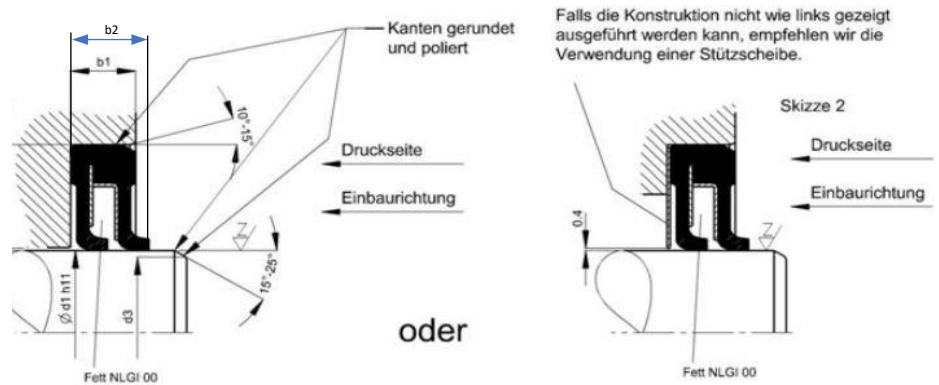 b2
b1
Kanten gerundet
und poliert
10°-15°
Druckseite
Einbaurichtung
Z
15°-25°
Ø d1 h11
d3
Fett NLGI 00
oder
Falls die Konstruktion nicht wie links gezeigt
ausgeführt werden kann, empfehlen wir die
Verwendung einer Stützscheibe.
Skizze 2
Druckseite
Einbaurichtung
0.4
Z
Fett NLGI 00